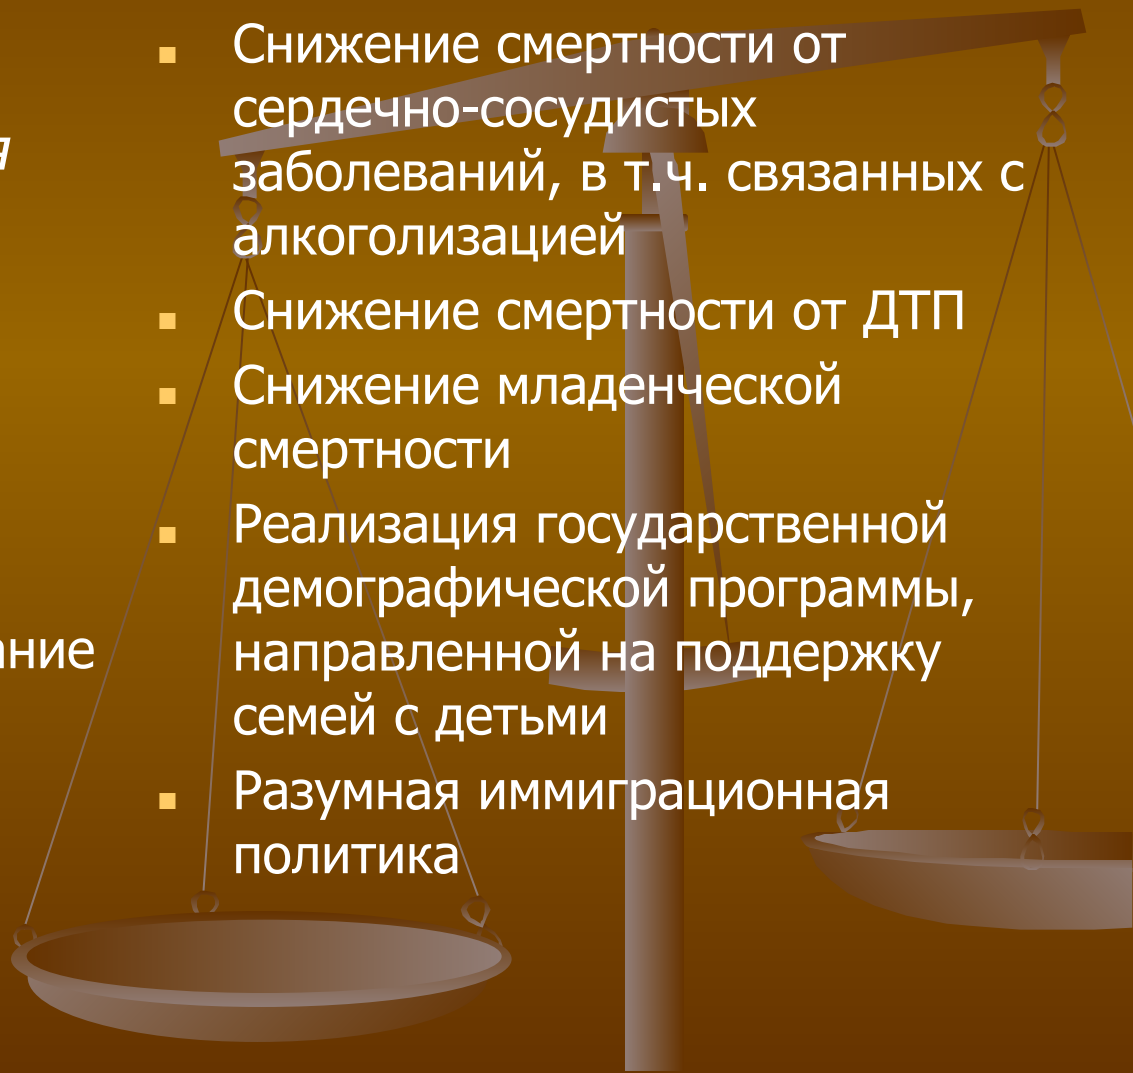 Снижение смертности от
сердечно-сосудистых
заболеваний, в т.ч. связанных с
алкоголизацией
Снижение смертности от ДТП
Снижение младенческой
смертности
Реализация государственной
демографической программы,
направленной на поддержку
семей с детьми
Разумная иммиграционная
политика